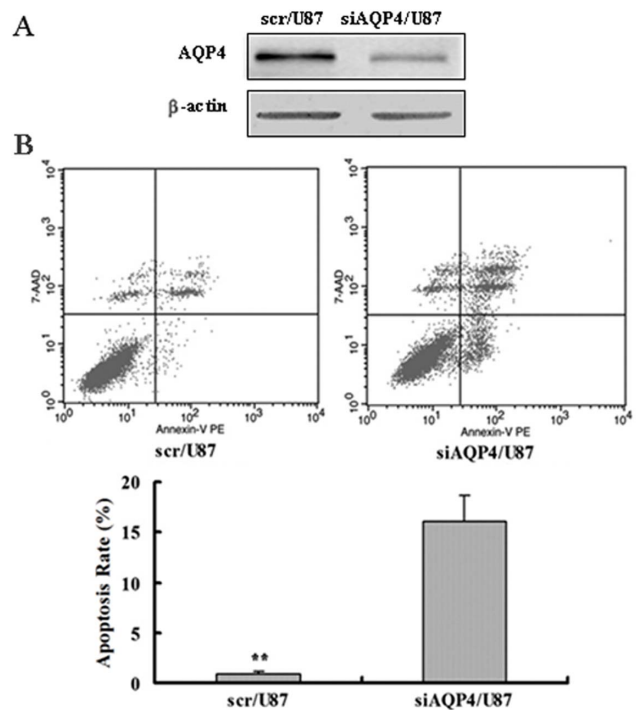 A
scr/U87 siAQP4/U87
AQP4
β-actin
B
10⁴
10³
10²
10¹
10⁰
7-AAD
10⁰ 10¹ 10² 10³ 10⁴
Annexin-V PE
scr/U87
10⁴
10³
10²
10¹
10⁰
7-AAD
10⁰ 10¹ 10² 10³ 10⁴
Annexin-V PE
siAQP4/U87
20
15
10
5
0
Apoptosis Rate (%)
**
scr/U87 siAQP4/U87